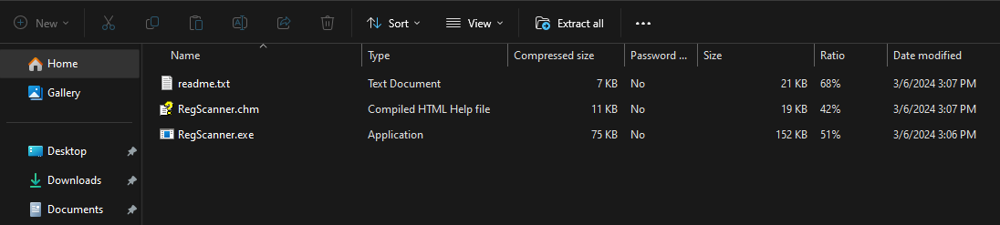 New Sort View Extract all ...
Home Name Type Compressed size Password ... Size Ratio Date modified
Gallery readme.txt Text Document 7 KB No 21 KB 68% 3/6/2024 3:07 PM
RegScanner.chm Compiled HTML Help file 11 KB No 19 KB 42% 3/6/2024 3:07 PM
RegScanner.exe Application 75 KB No 152 KB 51% 3/6/2024 3:06 PM
Desktop
Downloads
Documents